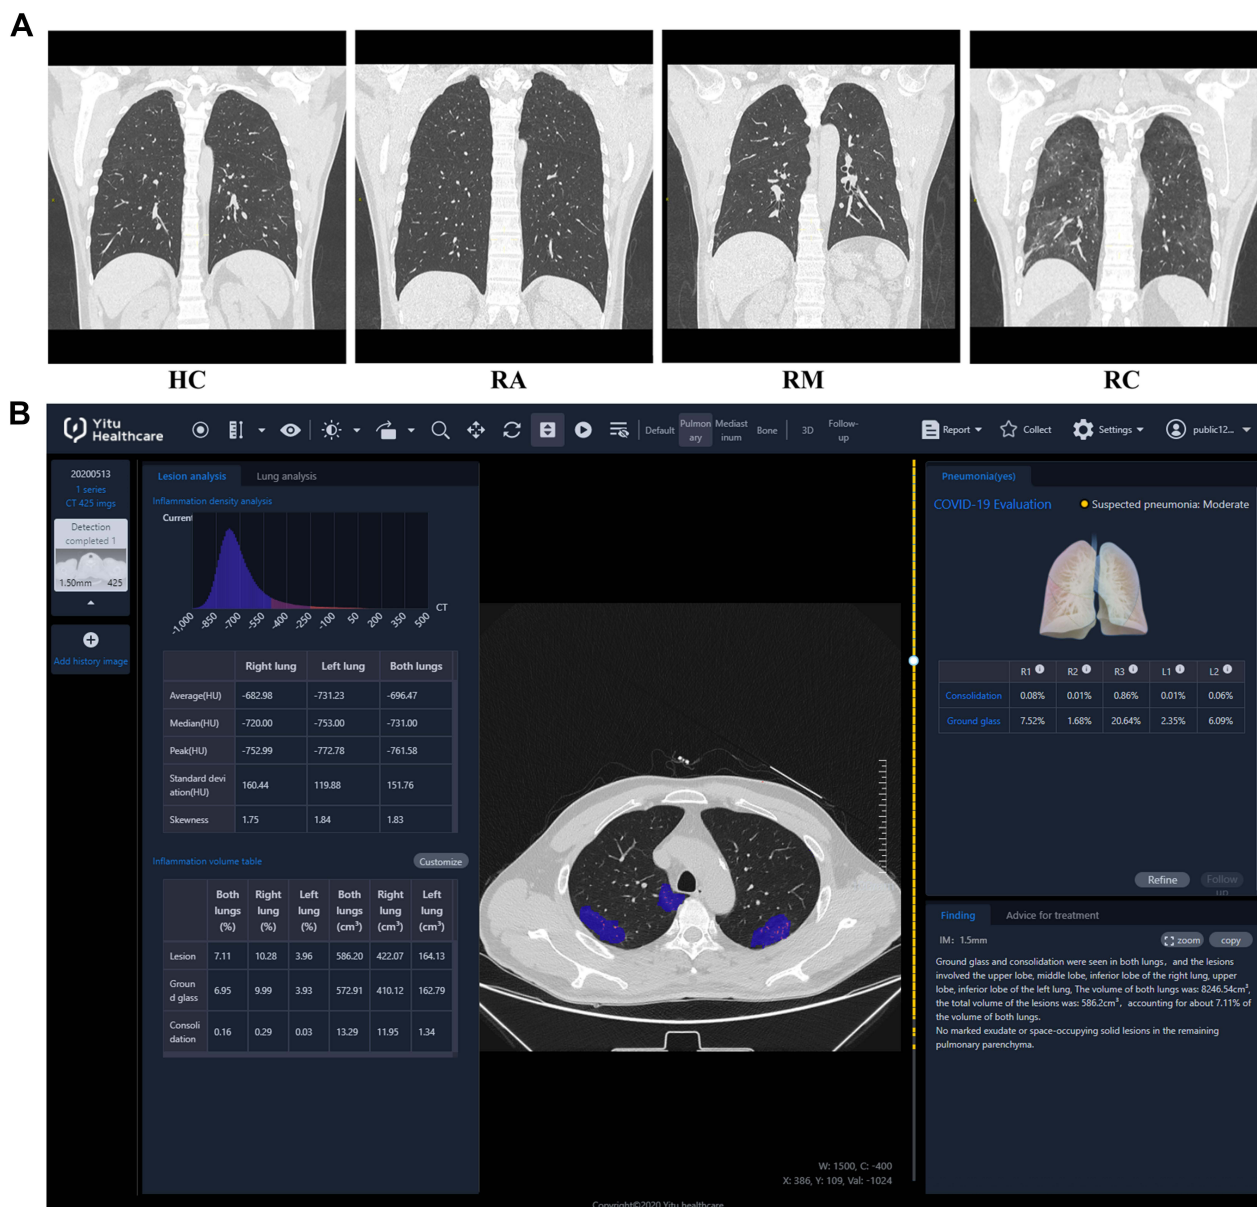 A
HC RA RM RC
B
Yitu
Healthcare
Default
Pulmon
ary
Mediast
inum
Bone
3D
Follow-
up
Report
Collect
Settings
public12...
20200513
1 series
CT 425 imgs
Detection
completed 1
1.50mm 425
Add history image
Lesion analysis Lung analysis
Inflammation density analysis
Current
CT
-1,000 -850 -700 -550 -400 -250 -100 50 200 350 500
Right lung Left lung Both lungs
Average(HU) -682.98 -731.23 -696.47
Median(HU) -720.00 -753.00 -731.00
Peak(HU) -752.99 -772.78 -761.58
Standard devi
ation(HU) 160.44 119.88 151.76
Skewness 1.75 1.84 1.83
Inflammation volume table Customize
Both lungs (%) Right lung (%) Left lung (%) Both lungs (cm³) Right lung (cm³) Left lung (cm³)
Lesion 7.11 10.28 3.96 586.20 422.07 164.13
Groun
d glass 6.95 9.99 3.93 572.91 410.12 162.79
Consoli
dation 0.16 0.29 0.03 13.29 11.95 1.34
W: 1500, C: -400
X: 386, Y: 109, Val: -1024
Copyright©2020 Yitu healthcare
Pneumonia(yes)
COVID-19 Evaluation Suspected pneumonia: Moderate
R1 R2 R3 L1 L2
Consolidation 0.08% 0.01% 0.86% 0.01% 0.06%
Ground glass 7.52% 1.68% 20.64% 2.35% 6.09%
Refine Follow
up
Finding Advice for treatment
IM: 1.5mm zoom copy
Ground glass and consolidation were seen in both lungs, and the lesions
involved the upper lobe, middle lobe, inferior lobe of the right lung, upper
lobe, inferior lobe of the left lung, The volume of both lungs was: 8246.54cm³,
the total volume of the lesions was: 586.2cm³, accounting for about 7.11% of
the volume of both lungs.
No marked exudate or space-occupying solid lesions in the remaining
pulmonary parenchyma.